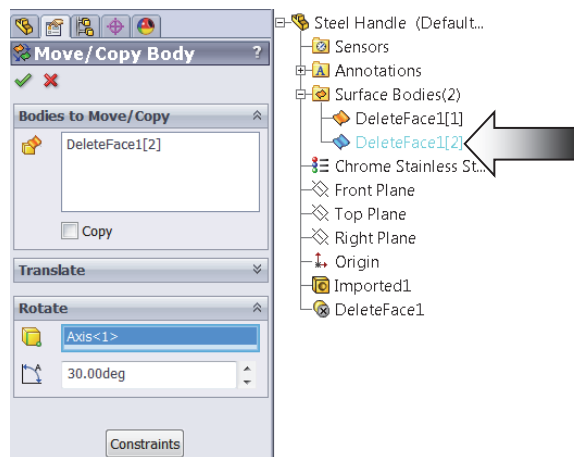 Move/Copy Body ?
Bodies to Move/Copy
DeleteFace1[2]
Copy
Translate
Rotate
Axis<1>
30.00deg
Constraints
Steel Handle (Default...
Sensors
A Annotations
Surface Bodies(2)
DeleteFace1[1]
DeleteFace1[2]
Chrome Stainless St...
Front Plane
Top Plane
Right Plane
Origin
Imported1
DeleteFace1